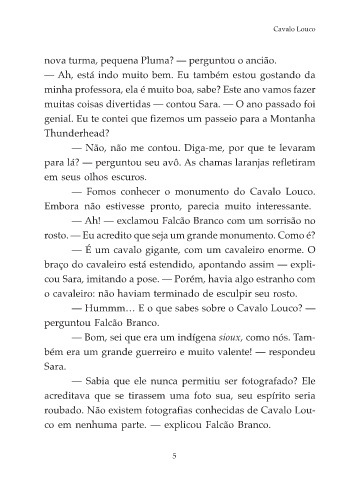 Cavalo Louco
nova turma, pequena Pluma? — perguntou o ancião.
— Ah, está indo muito bem. Eu também estou gostando da
minha professora, ela é muito boa, sabe? Este ano vamos fazer
muitas coisas divertidas — contou Sara. — O ano passado foi
genial. Eu te contei que fizemos um passeio para a Montanha
Thunderhead?
— Não, não me contou. Diga-me, por que te levaram
para lá? — perguntou seu avô. As chamas laranjas refletiram
em seus olhos escuros.
— Fomos conhecer o monumento do Cavalo Louco.
Embora não estivesse pronto, parecia muito interessante.
— Ah! — exclamou Falcão Branco com um sorrisão no
rosto. — Eu acredito que seja um grande monumento. Como é?
— É um cavalo gigante, com um cavaleiro enorme. O
braço do cavaleiro está estendido, apontando assim — expli-
cou Sara, imitando a pose. — Porém, havia algo estranho com
o cavaleiro: não haviam terminado de esculpir seu rosto.
— Hummm… E o que sabes sobre o Cavalo Louco? —
perguntou Falcão Branco.
— Bom, sei que era um indígena sioux, como nós. Tam-
bém era um grande guerreiro e muito valente! — respondeu
Sara.
— Sabia que ele nunca permitiu ser fotografado? Ele
acreditava que se tirassem uma foto sua, seu espírito seria
roubado. Não existem fotografias conhecidas de Cavalo Lou-
co em nenhuma parte. — explicou Falcão Branco.
5